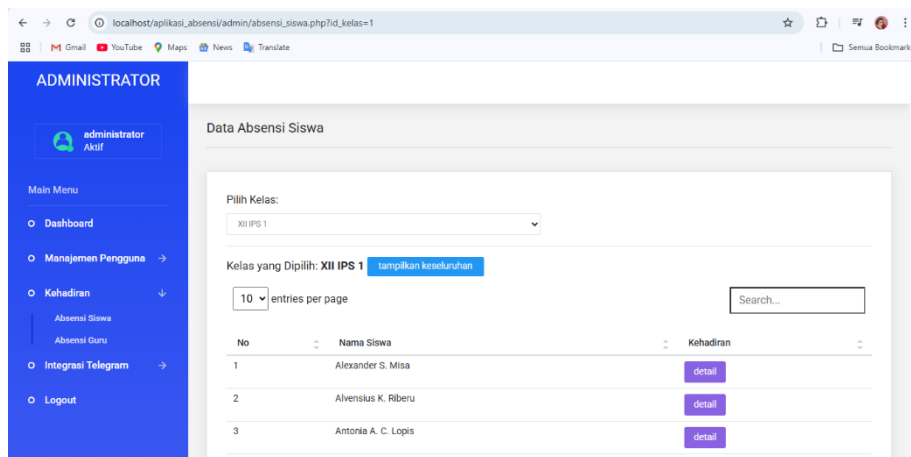 localhost/aplikasi_absensi/admin/absensi_siswa.php?id_kelas=1
Gmail YouTube Maps News Translate Semua Bookmark
ADMINISTRATOR
administrator
Aktif
Main Menu
Dashboard
Manajemen Pengguna
Kehadiran
Absensi Siswa
Absensi Guru
Integrasi Telegram
Logout
Data Absensi Siswa
Pilih Kelas:
XII IPS 1
Kelas yang Dipilih: XII IPS 1 tampilkan keseluruhan
10 entries per page Search...
No Nama Siswa Kehadiran
1 Alexander S. Misa detail
2 Alvensius K. Riberu detail
3 Antonia A. C. Lopis detail